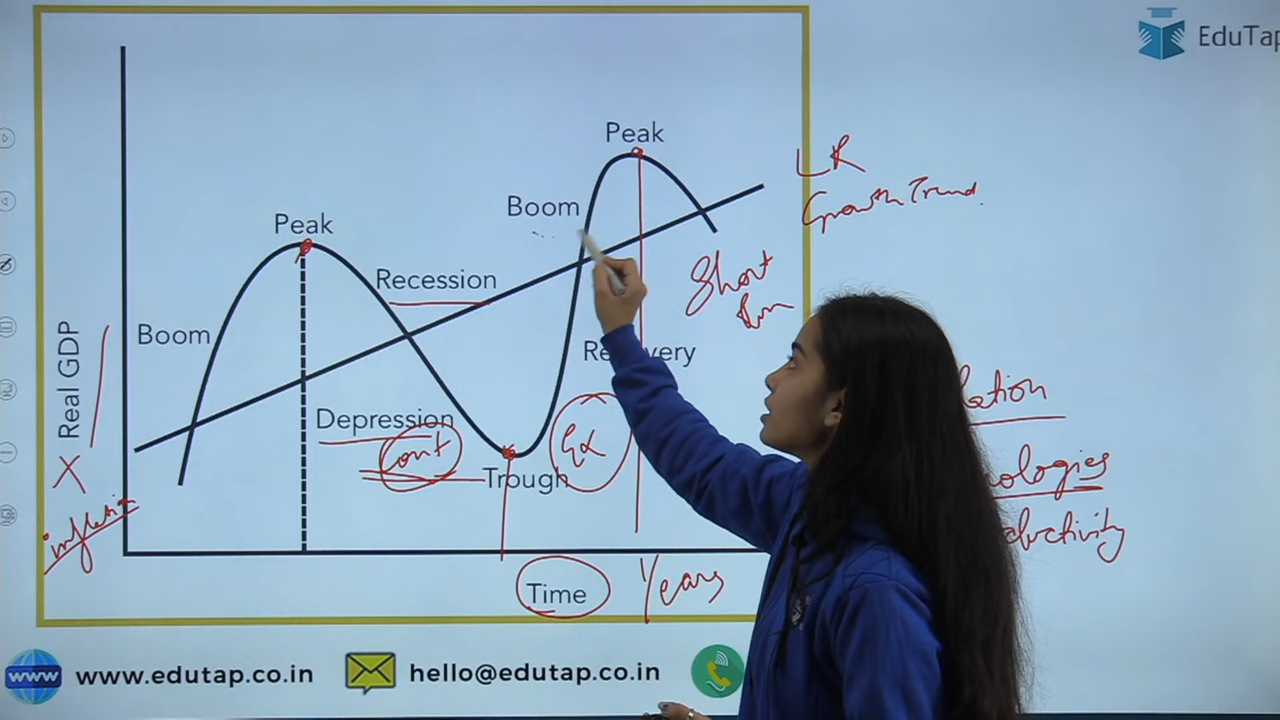 EduTap
Peak
LR
Growth Trend
Boom
Peak
Recession
Short
Run
Boom
Real GDP
Depression
Cont
Ex
Trough
X
Time
Years
www.edutap.co.in
hello@edutap.co.in